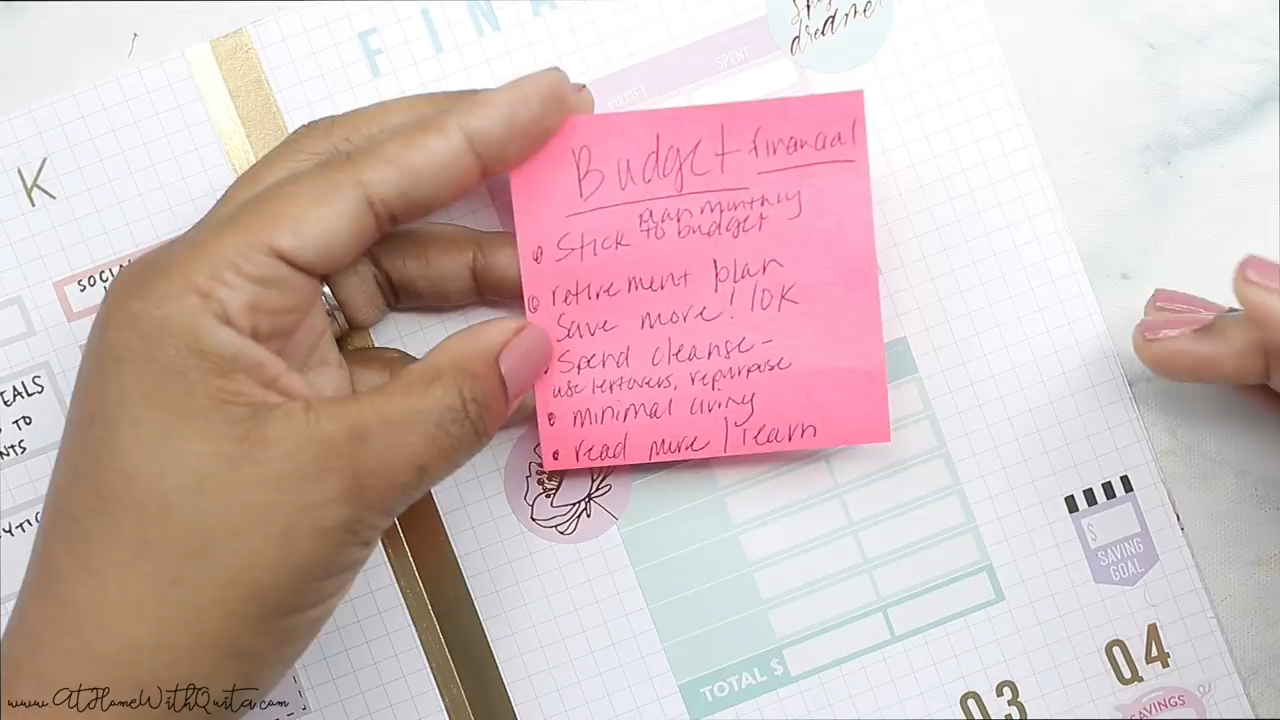 FINA
dreamer
SPENT
BUDGET
K
SOCIA
Budget financial
plan monthly
Stick to budget
retirement plan
Save more! 10K
Spend cleanse -
use leftovers, repurpose
minimal living
read more / learn
EALS
TO
NTS
YTIC
$
SAVING
GOAL
TOTAL $
Q3
Q4
SAVINGS
www.AtHomeWithQuita.com